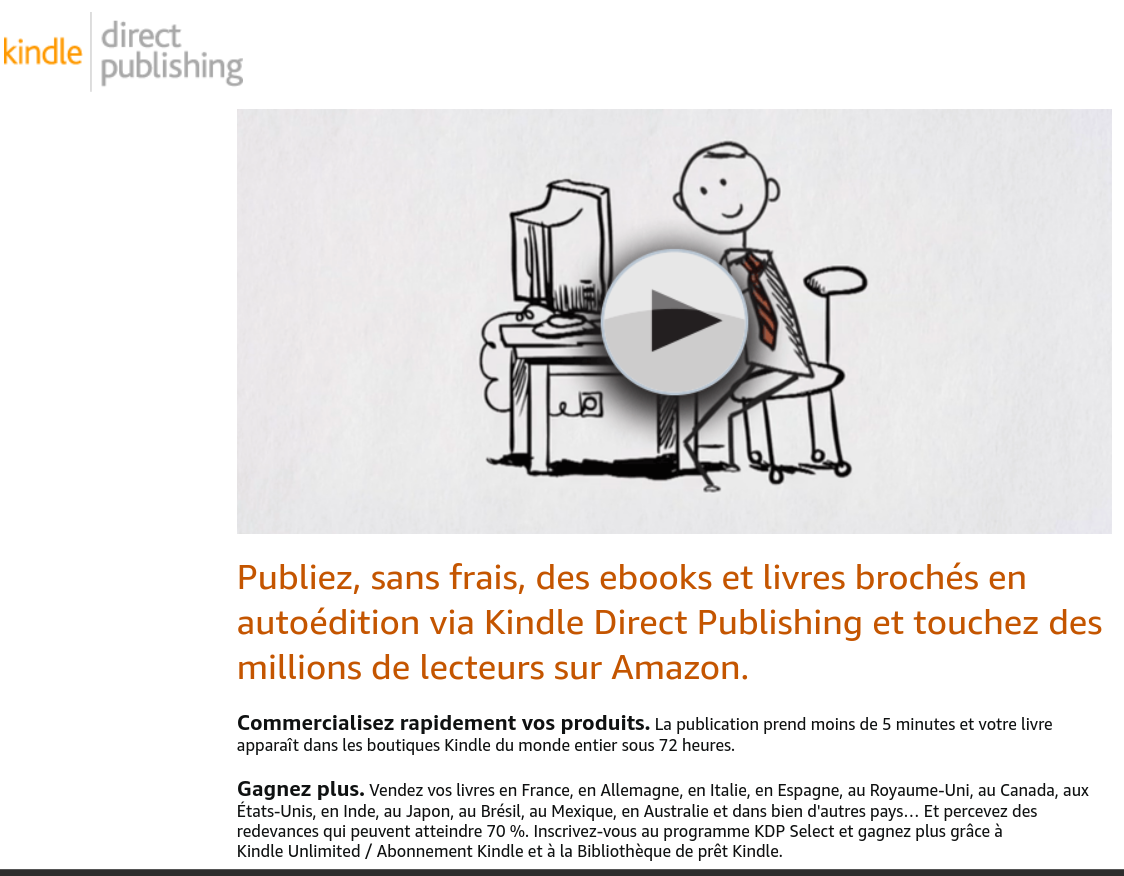 kindle
direct
publishing
Publiez, sans frais, des ebooks et livres brochés en
autoédition via Kindle Direct Publishing et touchez des
millions de lecteurs sur Amazon.
Commercialisez rapidement vos produits. La publication prend moins de 5 minutes et votre livre
apparaît dans les boutiques Kindle du monde entier sous 72 heures.
Gagnez plus. Vendez vos livres en France, en Allemagne, en Italie, en Espagne, au Royaume-Uni, au Canada, aux
États-Unis, en Inde, au Japon, au Brésil, au Mexique, en Australie et dans bien d'autres pays… Et percevez des
redevances qui peuvent atteindre 70 %. Inscrivez-vous au programme KDP Select et gagnez plus grâce à
Kindle Unlimited / Abonnement Kindle et à la Bibliothèque de prêt Kindle.